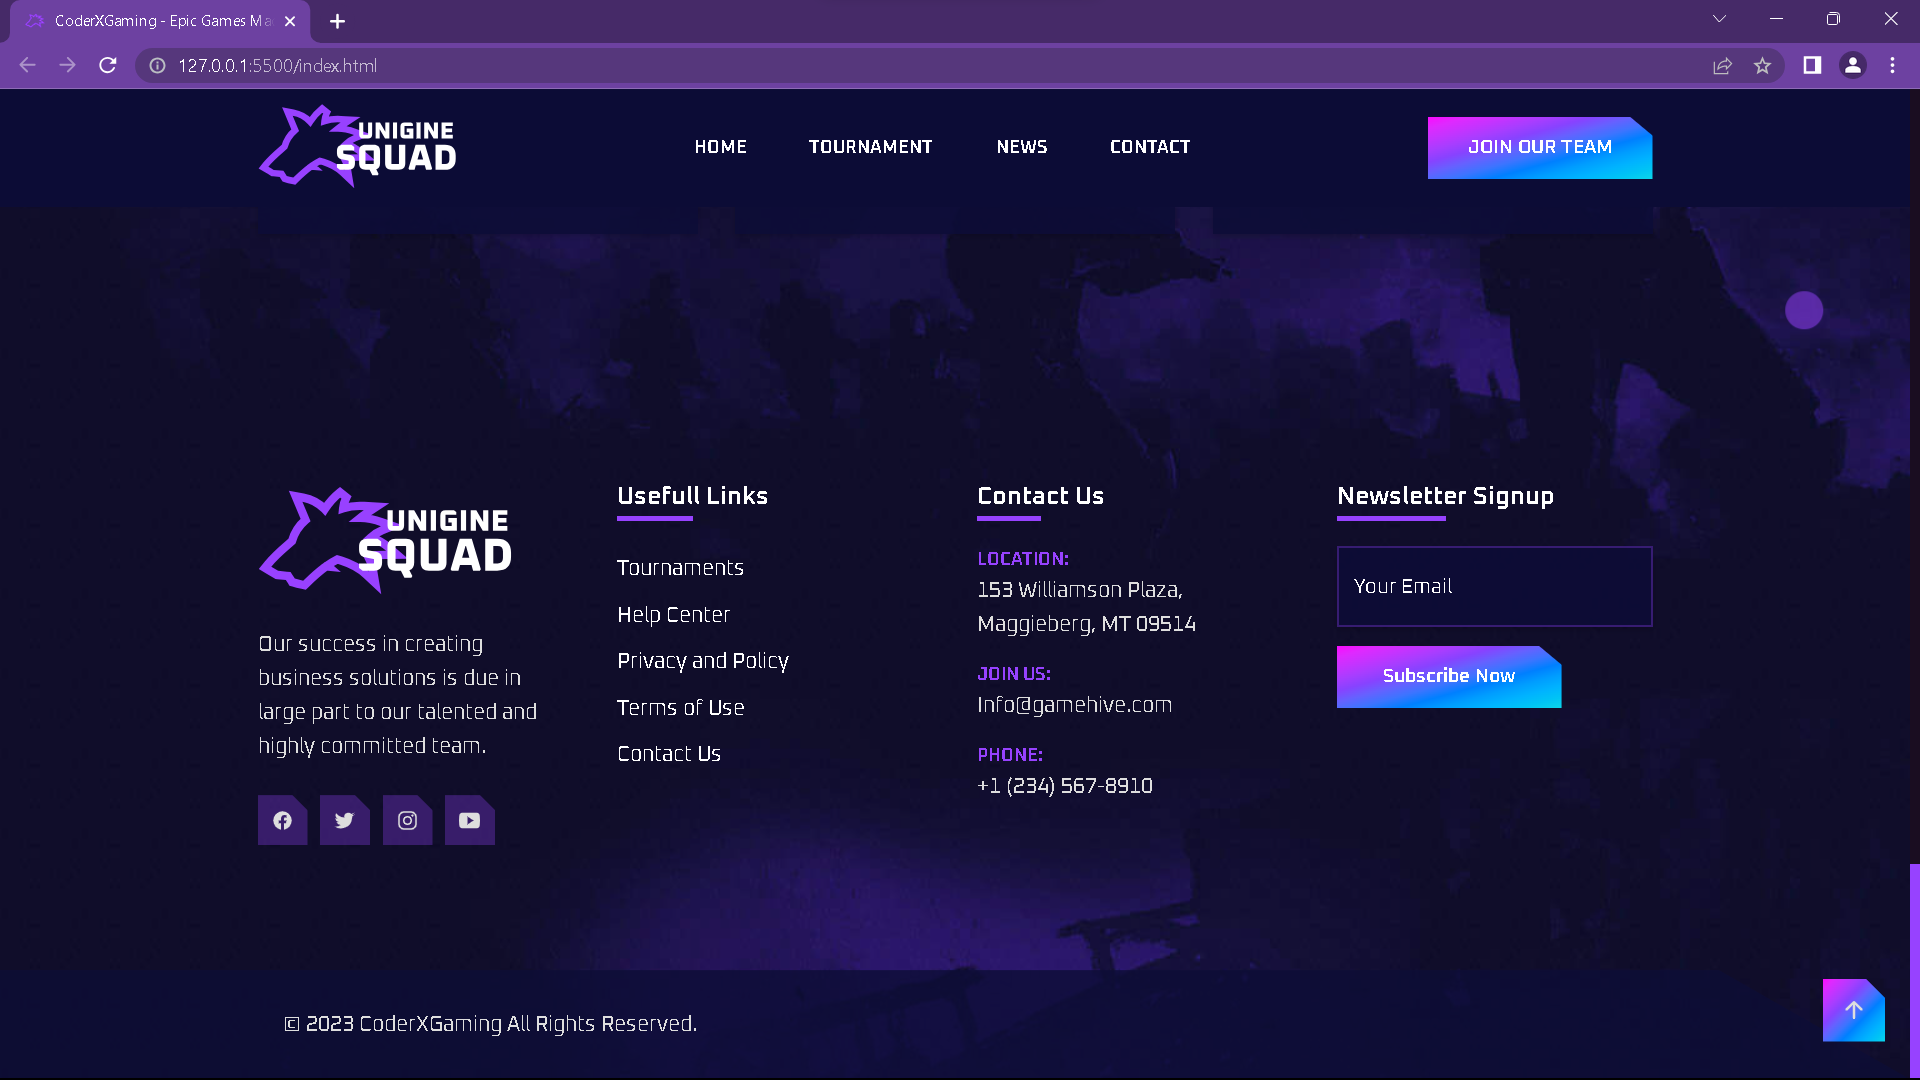 CoderXGaming - Epic Games Ma
127.0.0.1:5500/index.html
UNIGINE
SQUAD
HOME TOURNAMENT NEWS CONTACT
JOIN OUR TEAM
UNIGINE
SQUAD
Our success in creating
business solutions is due in
large part to our talented and
highly committed team.
Usefull Links
Tournaments
Help Center
Privacy and Policy
Terms of Use
Contact Us
Contact Us
LOCATION:
153 Williamson Plaza,
Maggieberg, MT 09514
JOIN US:
Info@gamehive.com
PHONE:
+1 (234) 567-8910
Newsletter Signup
Your Email
Subscribe Now
© 2023 CoderXGaming All Rights Reserved.